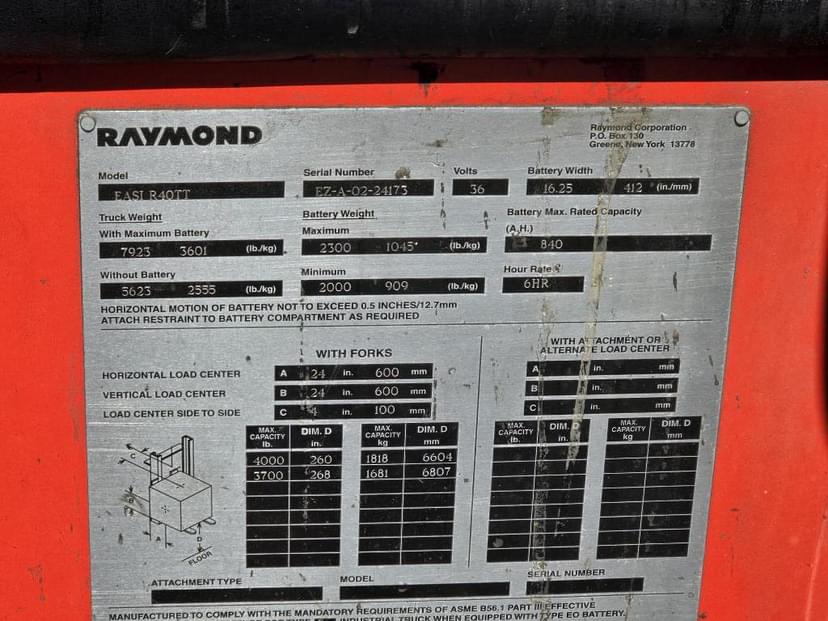 RAYMOND
Raymond Corporation
P.O. Box 130
Greene, New York 13778
Model
EASI R40TT
Serial Number
EZ-A-02-24173
Volts
36
Battery Width
16.25 412 (in./mm)
Truck Weight
With Maximum Battery
7923 3601 (lb./kg)
Without Battery
5623 2555 (lb./kg)
Battery Weight
Maximum
2300 1045* (lb./kg)
Minimum
2000 909 (lb./kg)
Battery Max. Rated Capacity
(A.H.) 840
Hour Rate
6HR
HORIZONTAL MOTION OF BATTERY NOT TO EXCEED 0.5 INCHES/12.7mm
ATTACH RESTRAINT TO BATTERY COMPARTMENT AS REQUIRED
WITH FORKS
HORIZONTAL LOAD CENTER A 24 in. 600 mm
VERTICAL LOAD CENTER B 24 in. 600 mm
LOAD CENTER SIDE TO SIDE C 4 in. 100 mm
WITH ATTACHMENT OR
ALTERNATE LOAD CENTER
A in. mm
B in. mm
C in. mm
MAX. CAPACITY lb. DIM. D in. MAX. CAPACITY kg DIM. D mm
4000 260 1818 6604
3700 268 1681 6807
MAX. CAPACITY lb. DIM. D in. MAX. CAPACITY kg DIM. D mm
C
B
A
D
FLOOR
ATTACHMENT TYPE MODEL SERIAL NUMBER
MANUFACTURED TO COMPLY WITH THE MANDATORY REQUIREMENTS OF ASME B56.1 PART III EFFECTIVE
INDUSTRIAL TRUCK WHEN EQUIPPED WITH TYPE EO BATTERY.